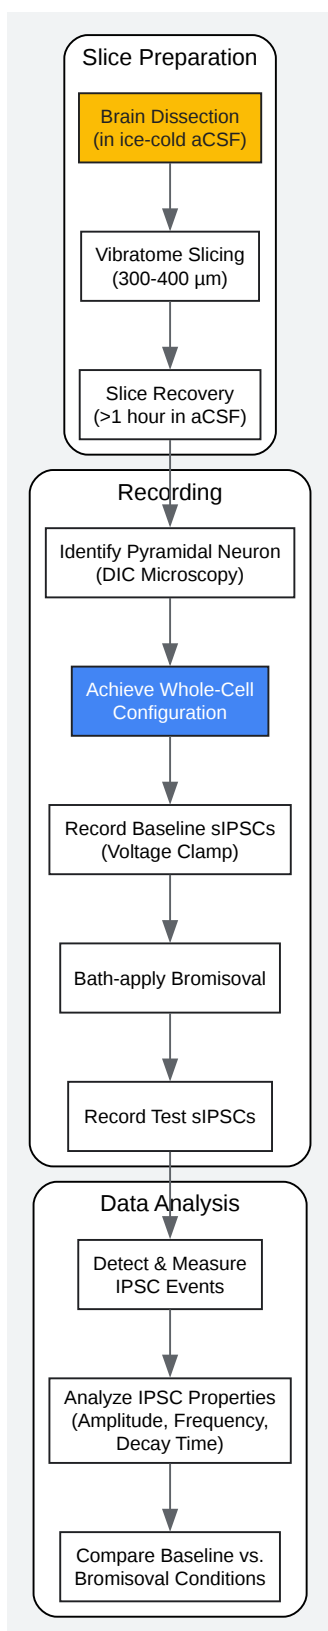 Slice Preparation
Brain Dissection
(in ice-cold aCSF)
Vibratome Slicing
(300-400 µm)
Slice Recovery
(>1 hour in aCSF)
Recording
Identify Pyramidal Neuron
(DIC Microscopy)
Achieve Whole-Cell
Configuration
Record Baseline sIPSCs
(Voltage Clamp)
Bath-apply Bromisoval
Record Test sIPSCs
Data Analysis
Detect & Measure
IPSC Events
Analyze IPSC Properties
(Amplitude, Frequency,
Decay Time)
Compare Baseline vs.
Bromisoval Conditions